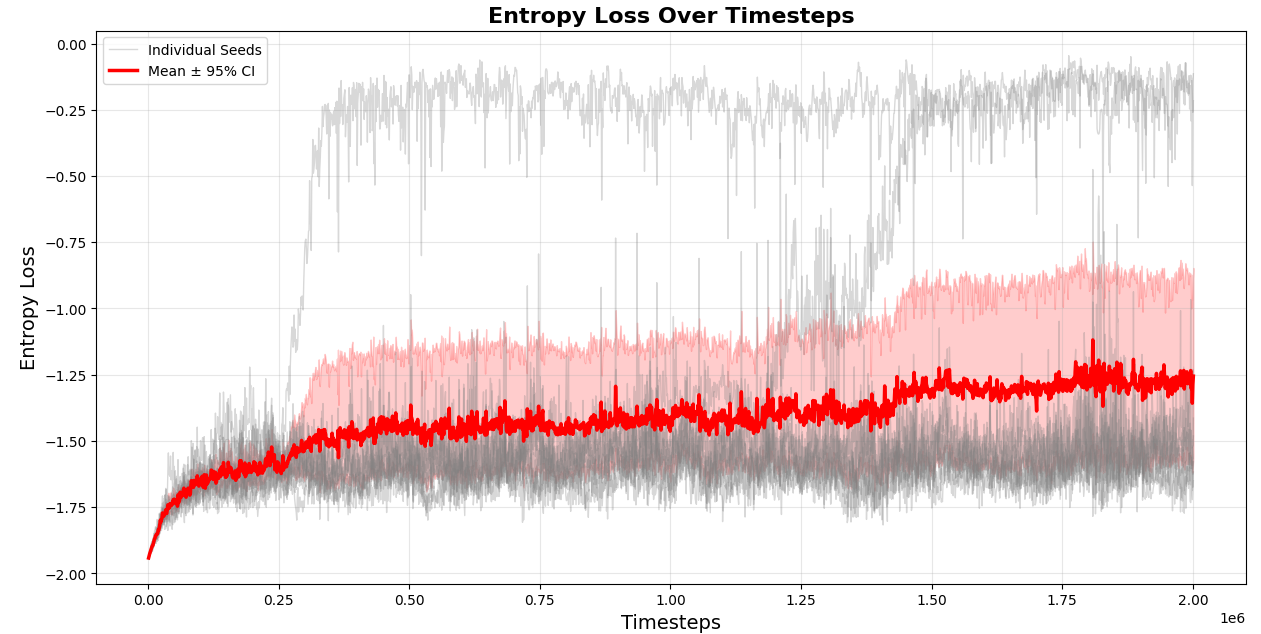 Entropy Loss Over Timesteps
Individual Seeds
Mean ± 95% CI
Entropy Loss
0.00
−0.25
−0.50
−0.75
−1.00
−1.25
−1.50
−1.75
−2.00
0.00 0.25 0.50 0.75 1.00 1.25 1.50 1.75 2.00
1e6
Timesteps